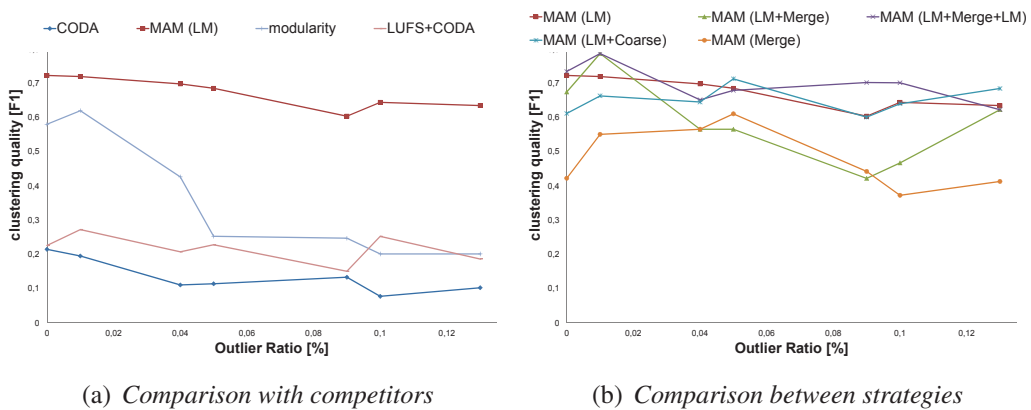 CODA MAM (LM) modularity LUFS+CODA
0,7
0,6
0,5
0,4
0,3
0,2
0,1
0
clustering quality [F1]
0 0,02 0,04 0,06 0,08 0,1 0,12
Outlier Ratio [%]
(a) Comparison with competitors
MAM (LM) MAM (LM+Merge) MAM (LM+Merge+LM)
MAM (LM+Coarse) MAM (Merge)
0,7
0,6
0,5
0,4
0,3
0,2
0,1
0
clustering quality [F1]
0 0,02 0,04 0,06 0,08 0,1 0,12
Outlier Ratio [%]
(b) Comparison between strategies